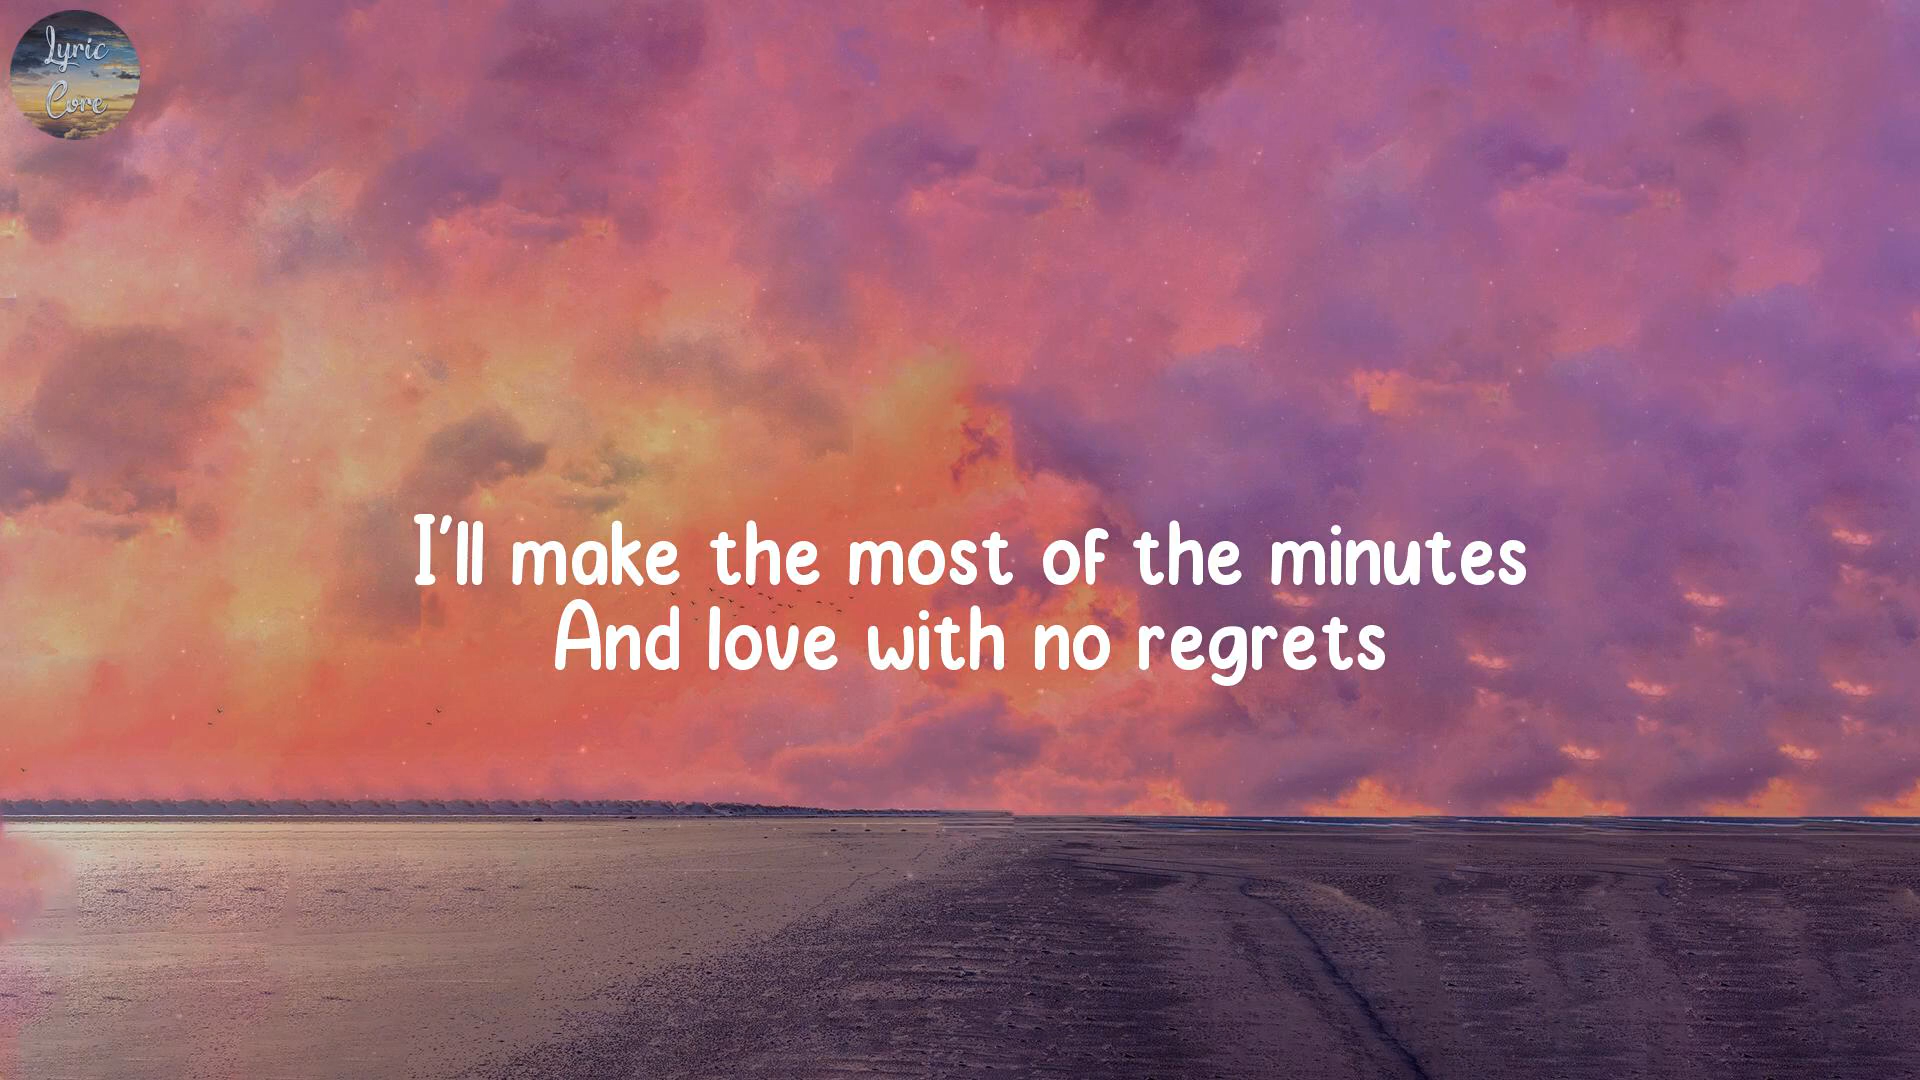 Lyric
Core
I'll make the most of the minutes
And love with no regrets